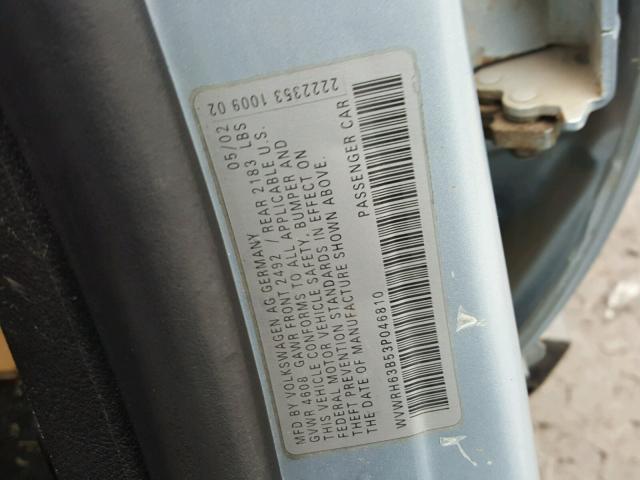 MFD BY VOLKSWAGEN AG GERMANY 05/02
GVWR 4608 GAWR FRONT 2492 / REAR 2183 LBS
THIS VEHICLE CONFORMS TO ALL APPLICABLE U.S.
FEDERAL MOTOR VEHICLE SAFETY, BUMPER AND
THEFT PREVENTION STANDARDS IN EFFECT ON
THE DATE OF MANUFACTURE SHOWN ABOVE.
PASSENGER CAR
VWVRH63B53P046810
2222353 1009 02